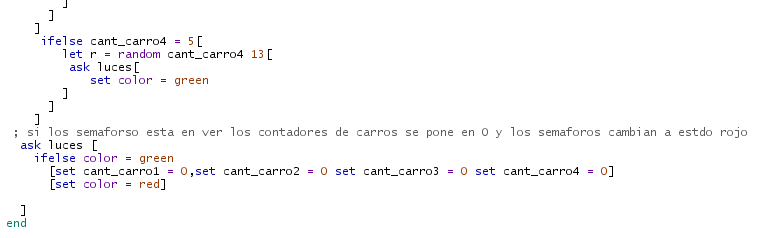 ]
]
]
ifelse cant_carro4 = 5[
let r = random cant_carro4 13[
ask luces[
set color = green
]
]
]
; si los semaforso esta en ver los contadores de carros se pone en 0 y los semaforos cambian a estdo rojo
ask luces [
ifelse color = green
[set cant_carro1 = 0,set cant_carro2 = 0 set cant_carro3 = 0 set cant_carro4 = 0]
[set color = red]
]
end